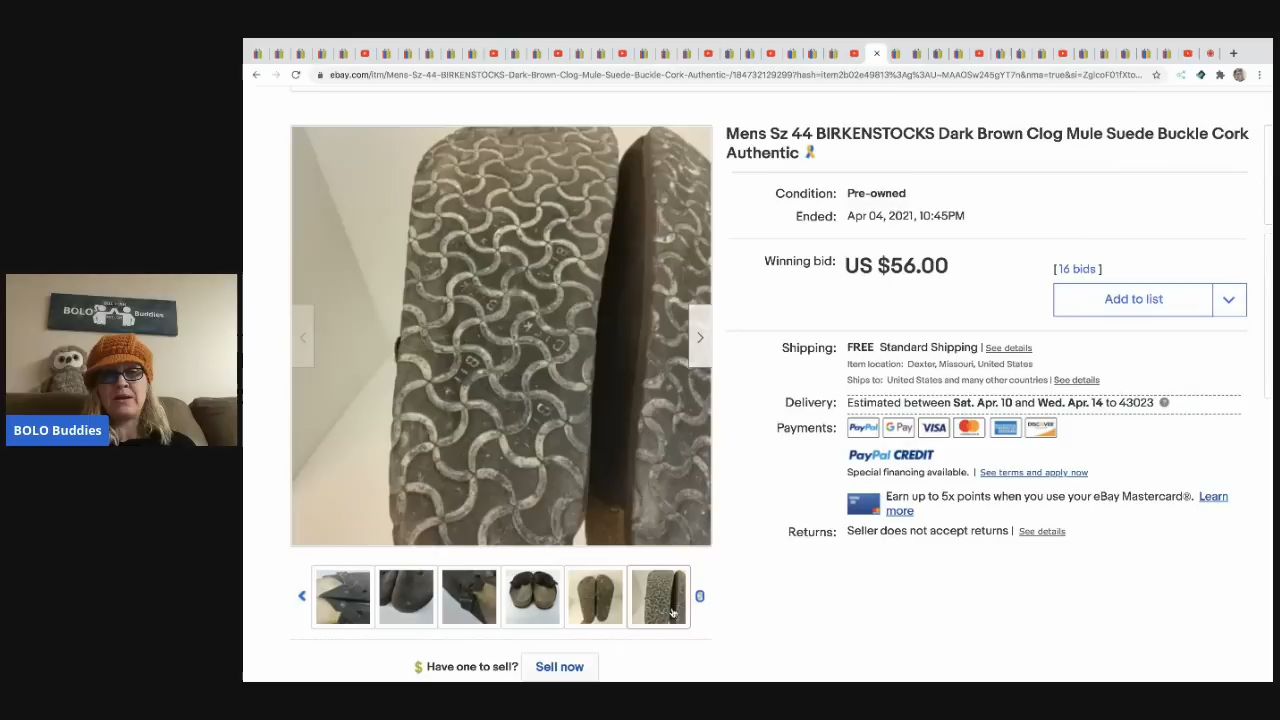 ebay.com/itm/Mens-Sz-44-BIRKENSTOCKS-Dark-Brown-Clog-Mule-Suede-Buckle-Cork-Authentic-/184732129299?hash=item2b02e49813%3Ag%3AU~MAAOSw245gYT7n&nma=true&si=ZglcoF01fXto...
Mens Sz 44 BIRKENSTOCKS Dark Brown Clog Mule Suede Buckle Cork
Authentic
Condition: Pre-owned
Ended: Apr 04, 2021, 10:45PM
Winning bid: US $56.00 [ 16 bids ]
Add to list
Shipping: FREE Standard Shipping | See details
Item location: Dexter, Missouri, United States
Ships to: United States and many other countries | See details
Delivery: Estimated between Sat. Apr. 10 and Wed. Apr. 14 to 43023
Payments: PayPal G Pay VISA mastercard DISCOVER
PayPal CREDIT
Special financing available. | See terms and apply now
Earn up to 5x points when you use your eBay Mastercard®. Learn
more
Returns: Seller does not accept returns | See details
$ Have one to sell? Sell now
BOLO Buddies
BOLO Buddies